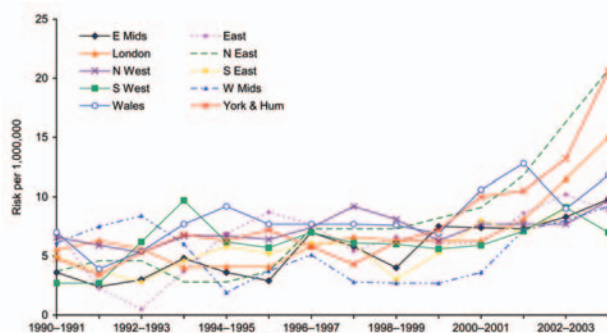 25
20
15
10
5
0
Risk per 1,000,000
E Mids
London
N West
S West
Wales
East
N East
S East
W Mids
York & Hum
1990–1991
1992–1993
1994–1995
1996–1997
1998–1999
2000–2001
2002–2003